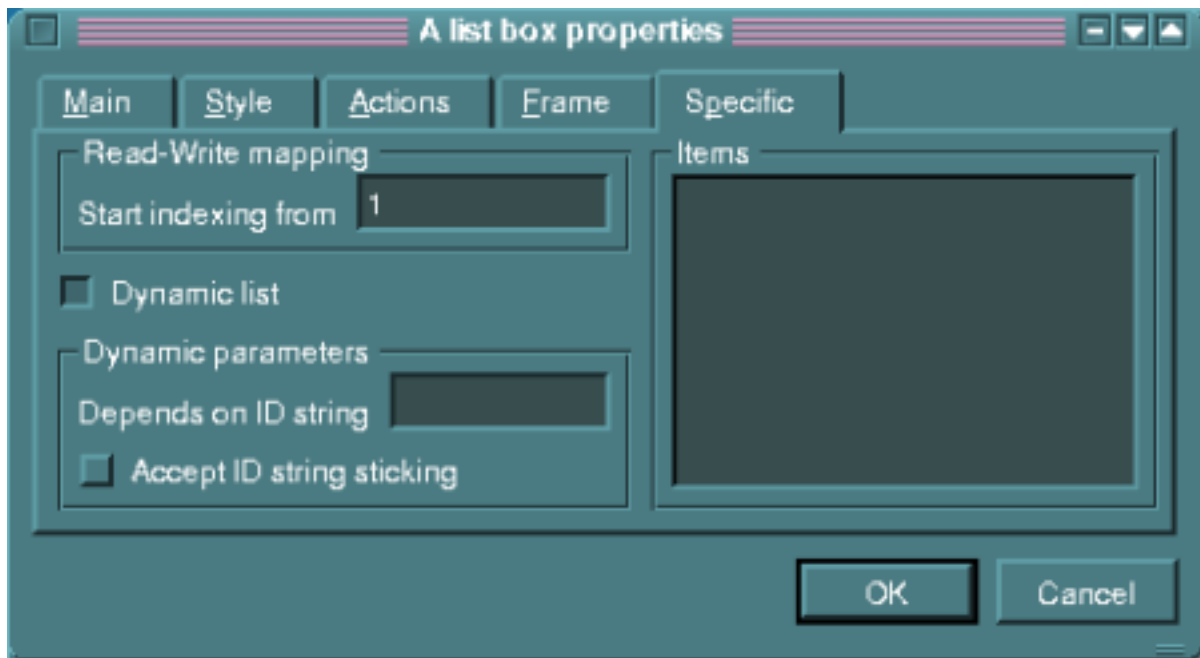 A list box properties
Main Style Actions Frame Specific
Read-Write mapping
Start indexing from 1
Dynamic list
Dynamic parameters
Depends on ID string
Accept ID string sticking
Items
OK Cancel